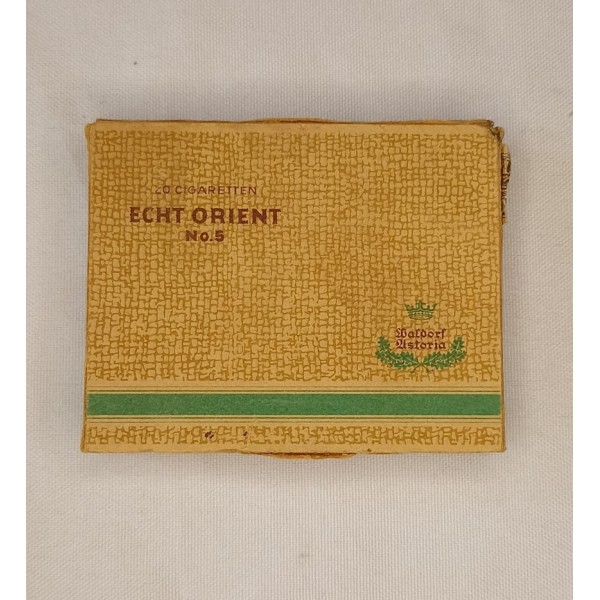 20 CIGARETTEN
ECHT ORIENT
No. 5
Waldorf
Astoria